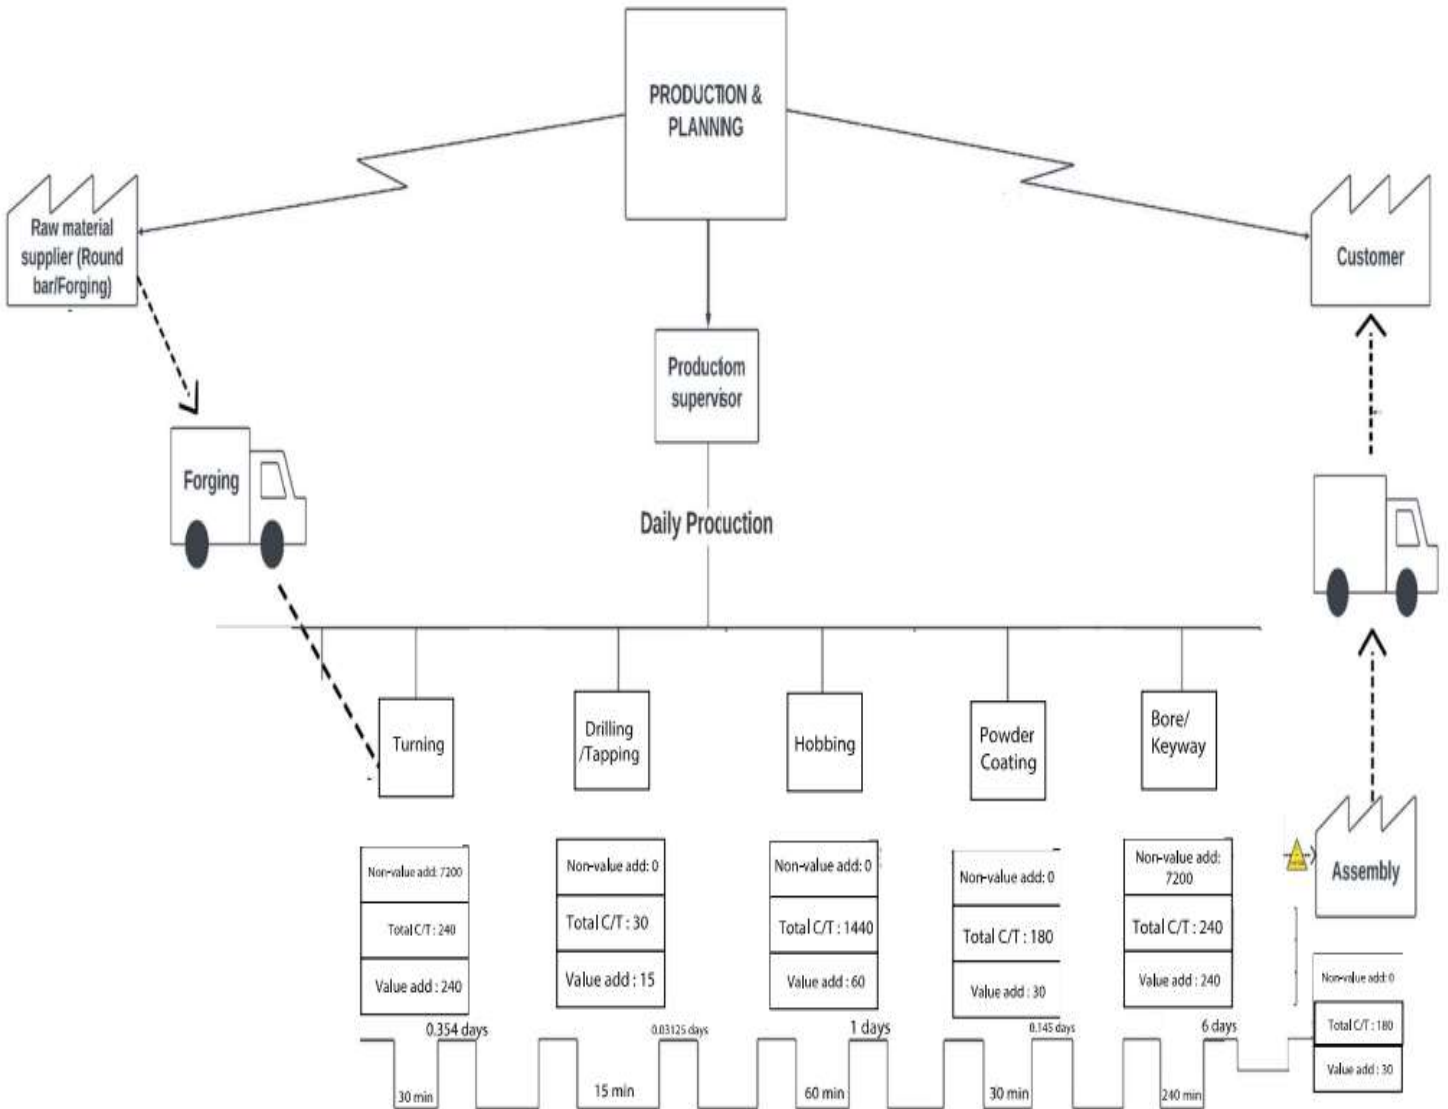 PRODUCTION &
PLANNING
Raw material
supplier (Round
bar/Forging)
Customer
Productiom
supervisor
Forging
Daily Procuction
Turning
Drilling
/Tapping
Hobbing
Powder
Coating
Bore/
Keyway
Assembly
Non-value add: 7200
Total C/T : 240
Value add : 240
Non-value add: 0
Total C/T : 30
Value add : 15
Non-value add: 0
Total C/T : 1440
Value add : 60
Non-value add: 0
Total C/T : 180
Value add : 30
Non-value add:
7200
Total C/T : 240
Value add : 240
Non-value add: 0
Total C/T : 180
Value add : 30
0.354 days
0.03125 days
1 days
0.145 days
6 days
30 min
15 min
60 min
30 min
240 min